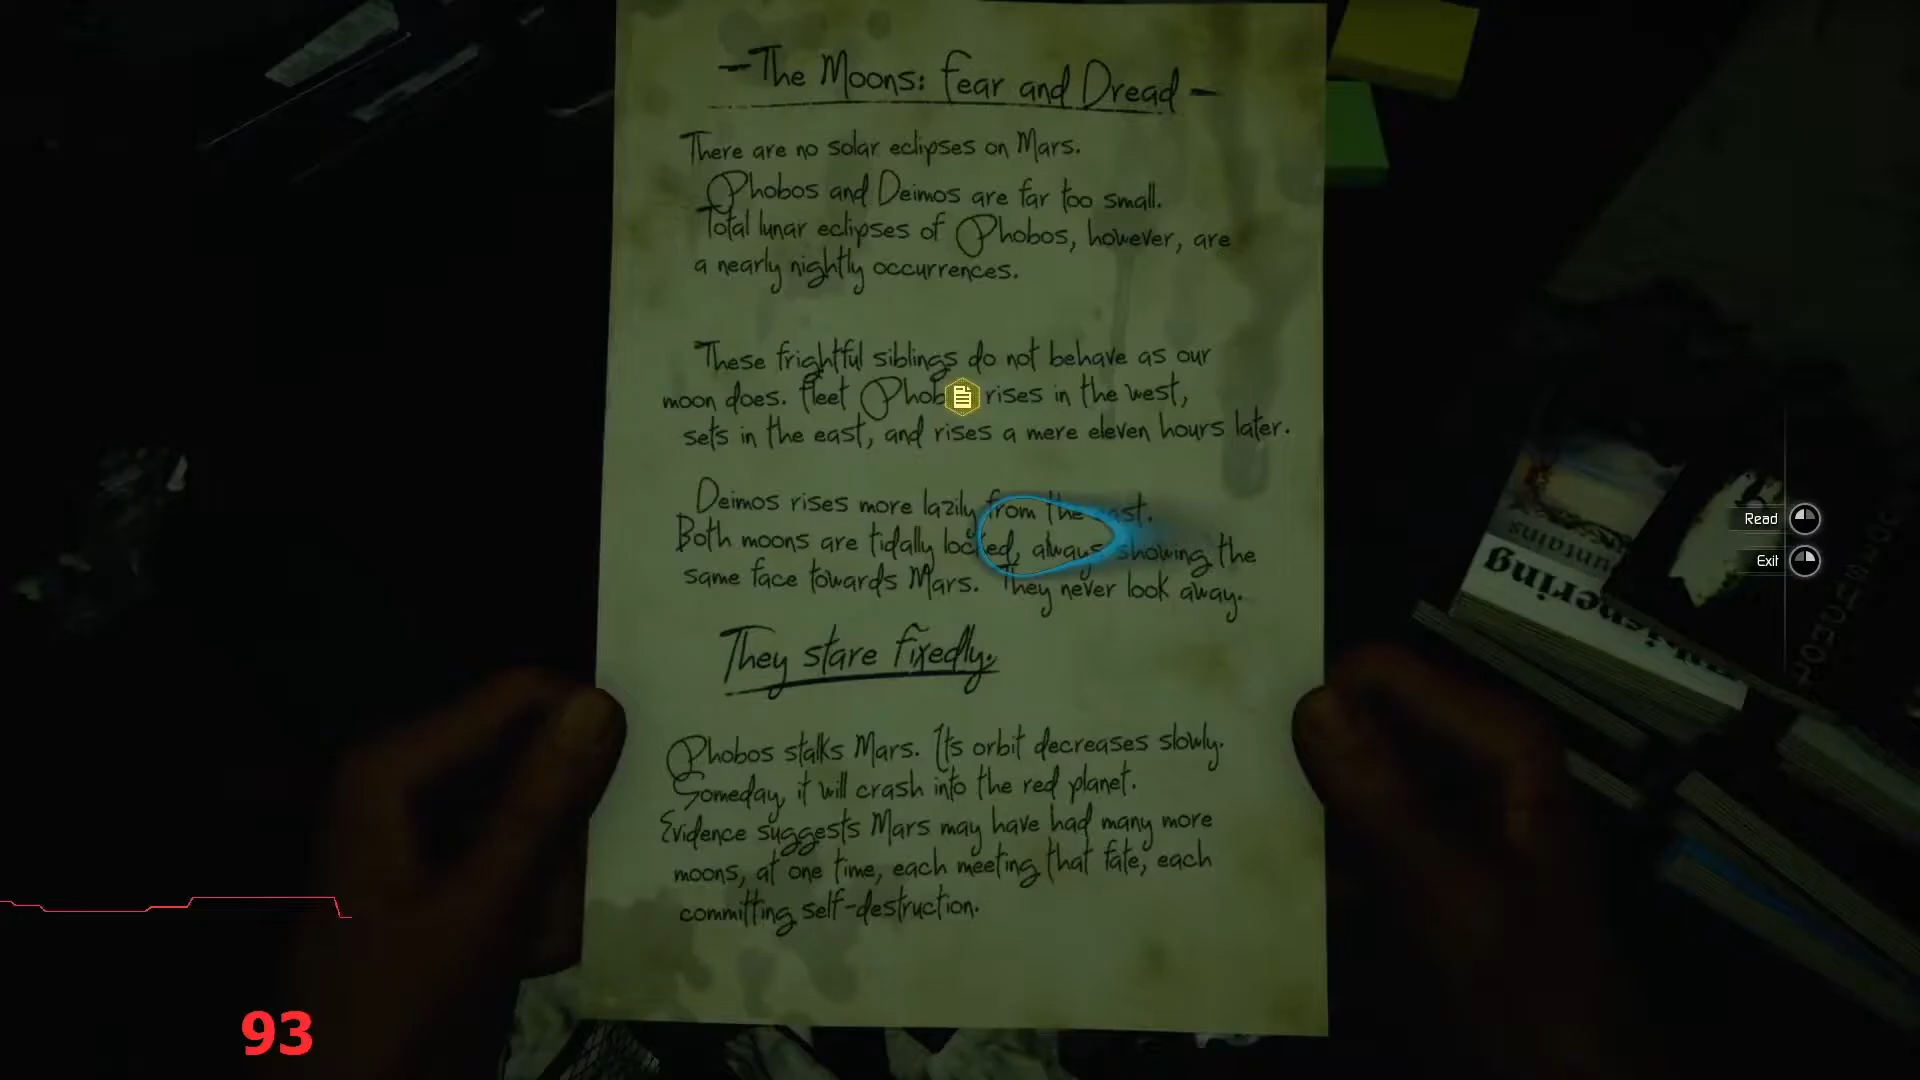 - The Moons: Fear and Dread -
There are no solar eclipses on Mars.
Phobos and Deimos are far too small.
Total lunar eclipses of Phobos, however, are
a nearly nightly occurrences.
These frightful siblings do not behave as our
moon does. Fleet Phob rises in the west,
sets in the east, and rises a mere eleven hours later.
Deimos rises more lazily from the east.
Both moons are tidally locked, always showing the
same face towards Mars. They never look away.
They stare fixedly.
Phobos stalks Mars. Its orbit decreases slowly.
Someday, it will crash into the red planet.
Evidence suggests Mars may have had many more
moons, at one time, each meeting that fate, each
committing self-destruction.
Read
Exit
93